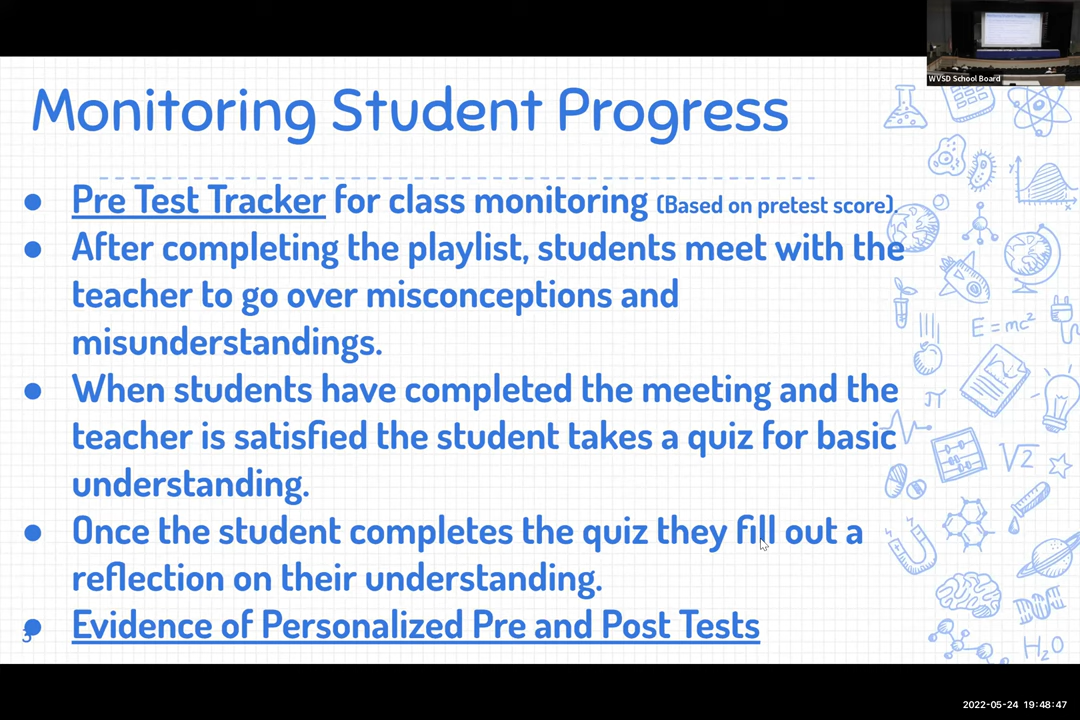 WVSD School Board
Monitoring Student Progress
● Pre Test Tracker for class monitoring (Based on pretest score).
● After completing the playlist, students meet with the
teacher to go over misconceptions and
misunderstandings.
● When students have completed the meeting and the
teacher is satisfied the student takes a quiz for basic
understanding.
● Once the student completes the quiz they fill out a
reflection on their understanding.
● Evidence of Personalized Pre and Post Tests
E=mc²
π
√2
H₂O
2022-05-24 19:48:47